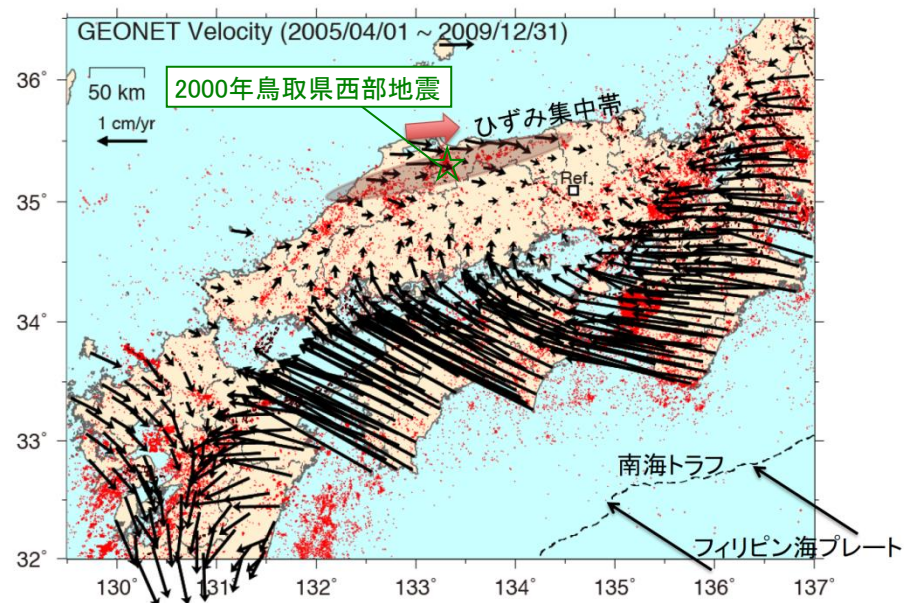 GEONET Velocity (2005/04/01 ~ 2009/12/31)
36˚
50 km
2000年鳥取県西部地震
1 cm/yr
ひずみ集中帯
Ref.
35˚
34˚
33˚
南海トラフ
フィリピン海プレート
32˚
130˚ 131˚ 132˚ 133˚ 134˚ 135˚ 136˚ 137˚